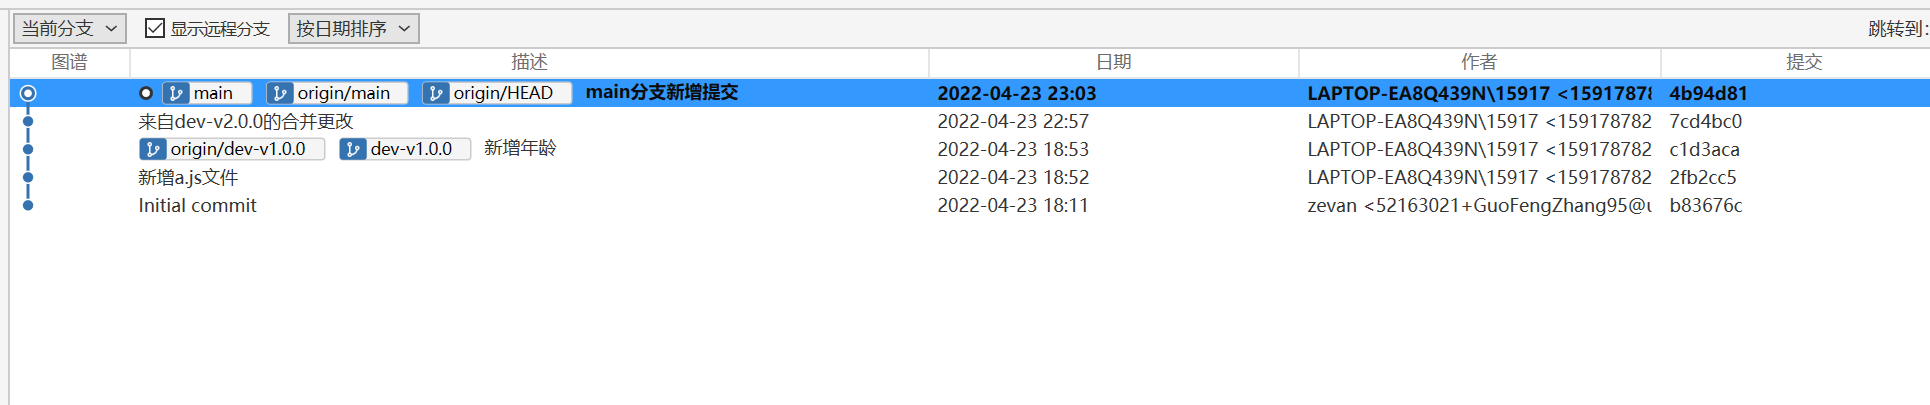 当前分支 显示远程分支 按日期排序 跳转到:
图谱 描述 日期 作者 提交
main origin/main origin/HEAD main分支新增提交 2022-04-23 23:03 LAPTOP-EA8Q439N\15917 <15917878 4b94d81
来自dev-v2.0.0的合并更改 2022-04-23 22:57 LAPTOP-EA8Q439N\15917 <159178782 7cd4bc0
origin/dev-v1.0.0 dev-v1.0.0 新增年龄 2022-04-23 18:53 LAPTOP-EA8Q439N\15917 <159178782 c1d3aca
新增a.js文件 2022-04-23 18:52 LAPTOP-EA8Q439N\15917 <159178782 2fb2cc5
Initial commit 2022-04-23 18:11 zevan <52163021+GuoFengZhang95@u b83676c